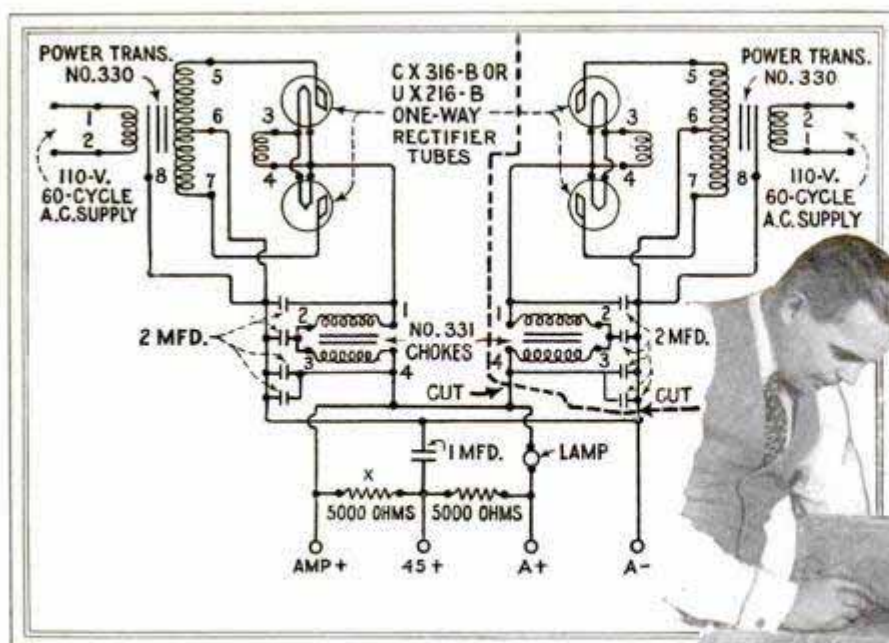 POWER TRANS.
NO. 330
5
6
7
8
1
2
110-V.
60-CYCLE
A.C. SUPPLY
3
4
CX 316-B OR
UX 216-B
ONE-WAY
RECTIFIER
TUBES
3
4
5
6
7
8
POWER TRANS.
NO. 330
2
1
110-V.
60-CYCLE
A.C. SUPPLY
2 MFD.
1
2
3
4
NO. 331
CHOKES
1
2
3
4
2 MFD.
CUT
CUT
1 MFD.
LAMP
X
5000 OHMS
5000 OHMS
AMP +
45 +
A +
A -